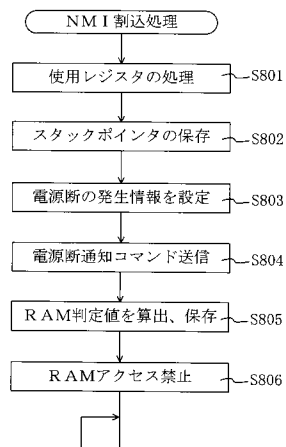 NMI割込処理
使用レジスタの処理
S801
スタックポインタの保存
S802
電源断の発生情報を設定
S803
電源断通知コマンド送信
S804
RAM判定値を算出、保存
S805
RAMアクセス禁止
S806